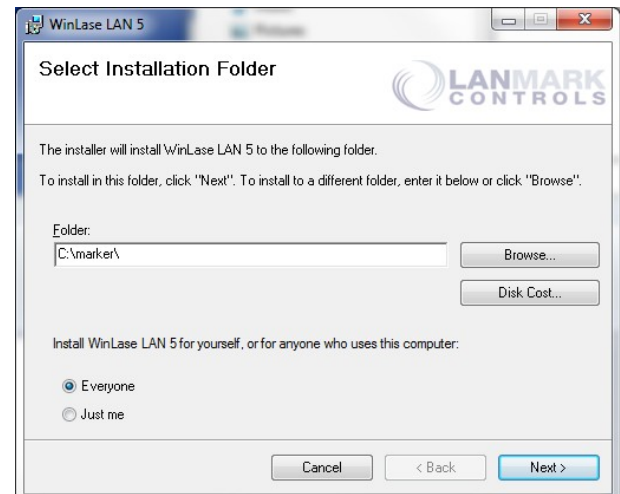 WinLase LAN 5
Select Installation Folder
LANMARK
CONTROLS
The installer will install WinLase LAN 5 to the following folder.
To install in this folder, click "Next". To install to a different folder, enter it below or click "Browse".
Folder:
C:\marker\
Browse...
Disk Cost...
Install WinLase LAN 5 for yourself, or for anyone who uses this computer:
Everyone
Just me
Cancel
< Back
Next >